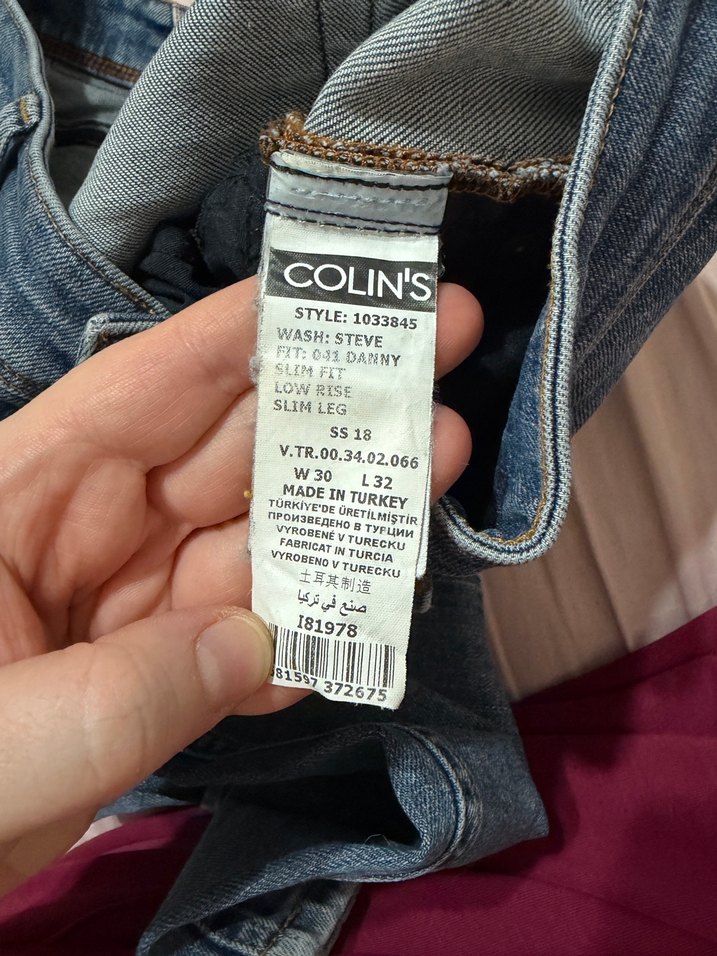 COLIN'S
STYLE: 1033845
WASH: STEVE
FIT: 041 DANNY
SLIM FIT
LOW RISE
SLIM LEG
SS 18
V.TR.00.34.02.066
W 30 L 32
MADE IN TURKEY
TÜRKİYE'DE ÜRETİLMİŞTİR
ПРОИЗВЕДЕНО В ТУРЦИИ
VYROBENÉ V TURECKU
FABRICAT IN TURCIA
VYROBENO V TURECKU
土耳其制造
صنع في تركيا
I81978
81597 372675